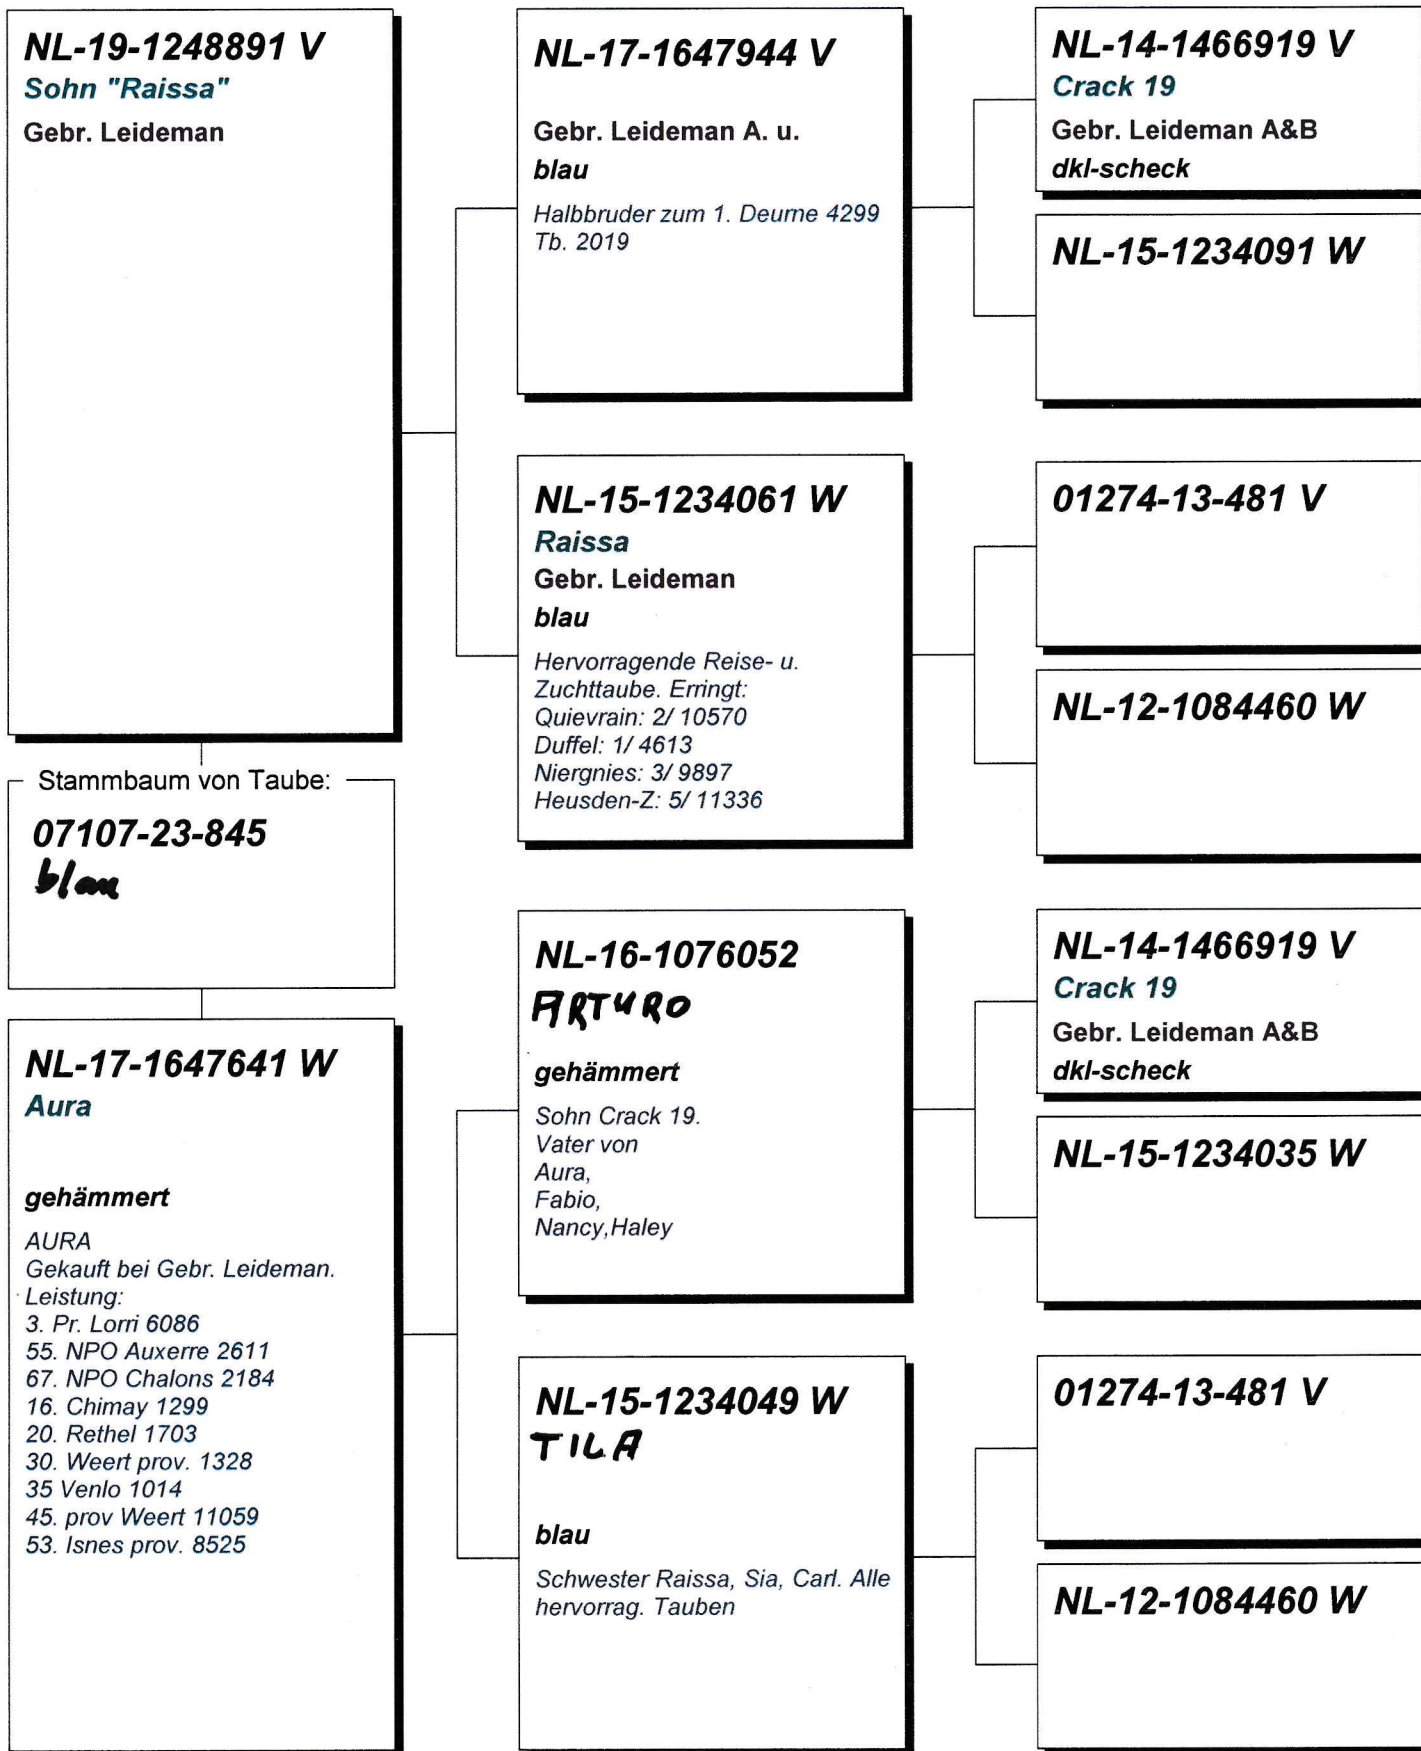 NL-19-1248891 V
Sohn "Raissa"
Gebr. Leideman
Stammbaum von Taube:
07107-23-845
blau
NL-17-1647641 W
Aura
gehämmert
AURA
Gekauft bei Gebr. Leideman.
Leistung:
3. Pr. Lorri 6086
55. NPO Auxerre 2611
67. NPO Chalons 2184
16. Chimay 1299
20. Rethel 1703
30. Weert prov. 1328
35 Venlo 1014
45. prov Weert 11059
53. Isnes prov. 8525
NL-17-1647944 V
Gebr. Leideman A. u.
blau
Halbbruder zum 1. Deurne 4299
Tb. 2019
NL-15-1234061 W
Raissa
Gebr. Leideman
blau
Hervorragende Reise- u.
Zuchttaube. Erringt:
Quievrain: 2/ 10570
Duffel: 1/ 4613
Niergnies: 3/ 9897
Heusden-Z: 5/ 11336
NL-16-1076052
ARTURO
gehämmert
Sohn Crack 19.
Vater von
Aura,
Fabio,
Nancy,Haley
NL-15-1234049 W
TILA
blau
Schwester Raissa, Sia, Carl. Alle
hervorrag. Tauben
NL-14-1466919 V
Crack 19
Gebr. Leideman A&B
dkl-scheck
NL-15-1234091 W
01274-13-481 V
NL-12-1084460 W
NL-14-1466919 V
Crack 19
Gebr. Leideman A&B
dkl-scheck
NL-15-1234035 W
01274-13-481 V
NL-12-1084460 W